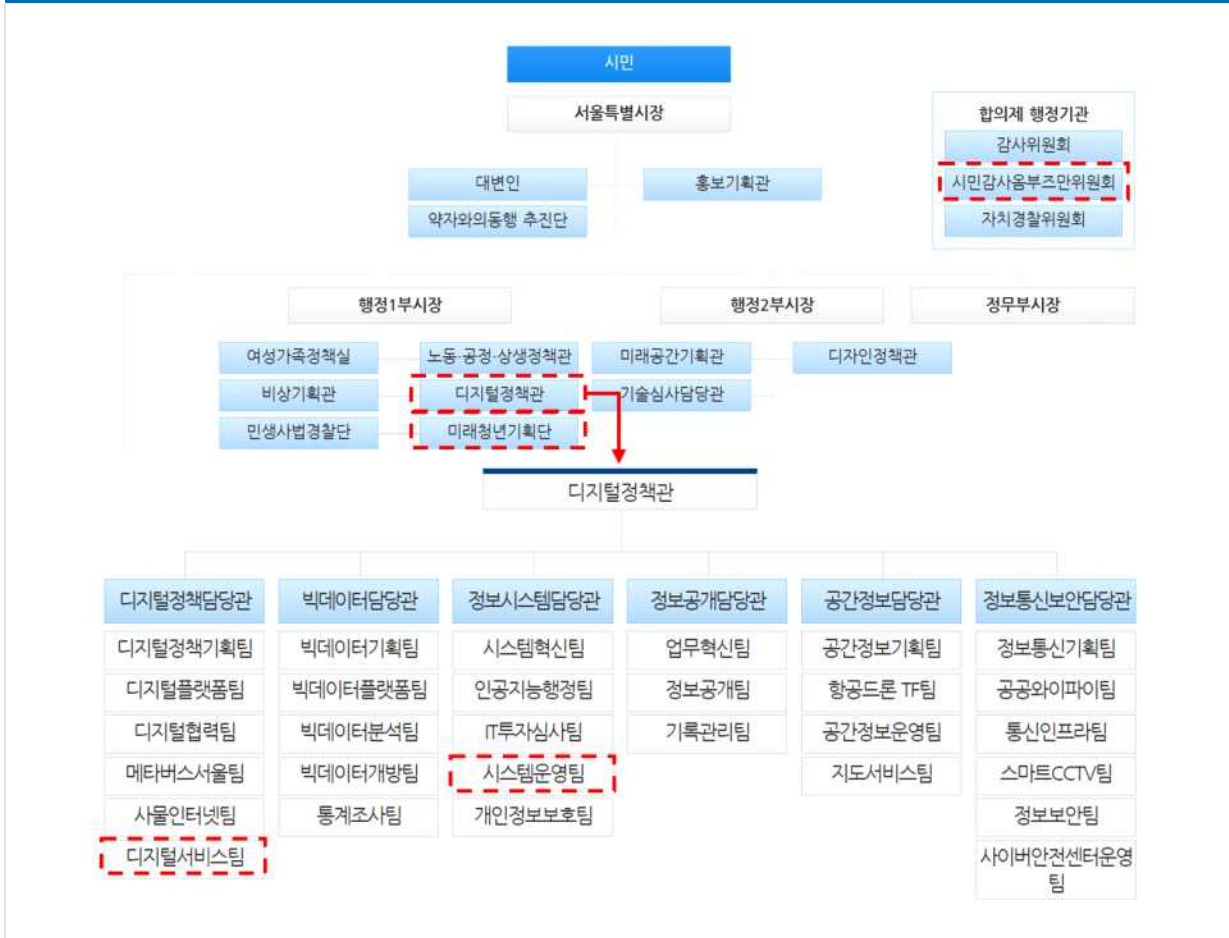 시민
서울특별시장
합의제 행정기관
감사위원회
시민감사옴부즈만위원회
자치경찰위원회
대변인
홍보기획관
약자와의동행 추진단
행정1부시장
행정2부시장
정무부시장
여성가족정책실
노동·공정·상생정책관
미래공간기획관
디자인정책관
비상기획관
디지털정책관
기술심사담당관
민생사법경찰단
미래청년기획단
디지털정책관
디지털정책담당관
빅데이터담당관
정보시스템담당관
정보공개담당관
공간정보담당관
정보통신보안담당관
디지털정책기획팀
빅데이터기획팀
시스템혁신팀
업무혁신팀
공간정보기획팀
정보통신기획팀
디지털플랫폼팀
빅데이터플랫폼팀
인공지능행정팀
정보공개팀
항공드론 TF팀
공공와이파이팀
디지털협력팀
빅데이터분석팀
IT투자심사팀
기록관리팀
공간정보운영팀
통신인프라팀
메타버스서울팀
빅데이터개방팀
시스템운영팀
지도서비스팀
스마트CCTV팀
사물인터넷팀
통계조사팀
개인정보보호팀
정보보안팀
디지털서비스팀
사이버안전센터운영
팀